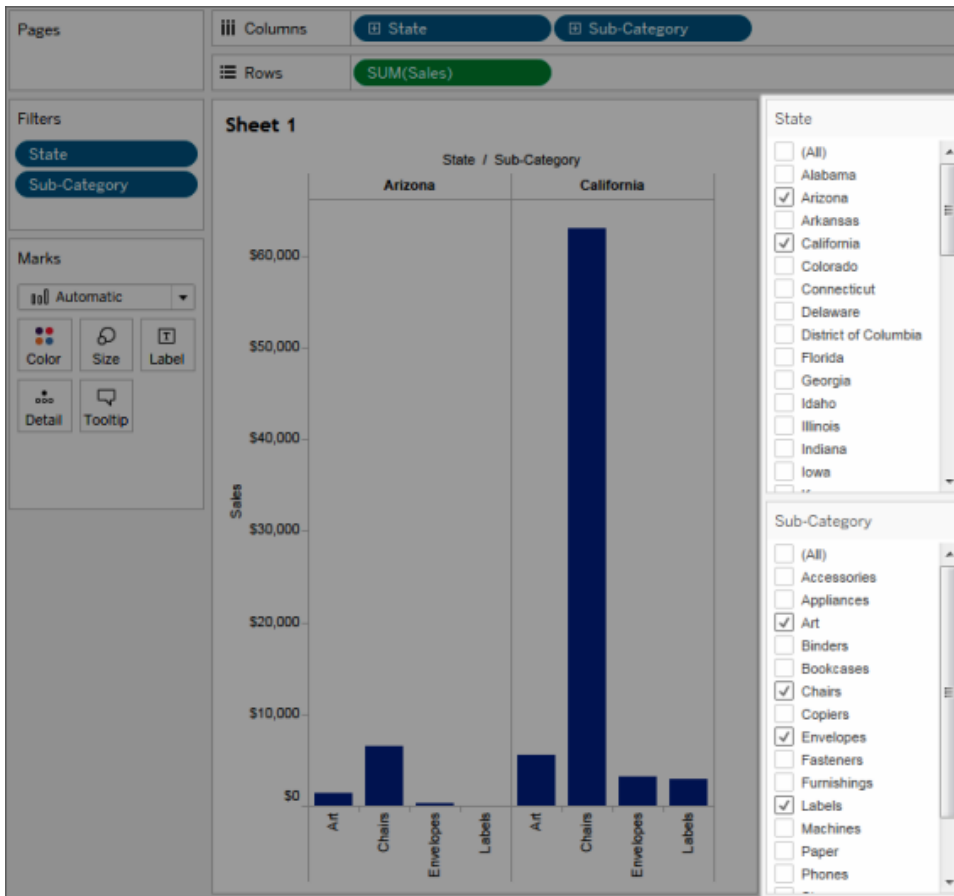 Pages
Columns
State
Sub-Category
Rows
SUM(Sales)
Filters
State
Sub-Category
Marks
Automatic
Color
Size
Label
Detail
Tooltip
Sheet 1
State / Sub-Category
Arizona
California
Sales
$60,000
$50,000
$40,000
$30,000
$20,000
$10,000
$0
Art
Chairs
Envelopes
Labels
Art
Chairs
Envelopes
Labels
State
(All)
Alabama
Arizona
Arkansas
California
Colorado
Connecticut
Delaware
District of Columbia
Florida
Georgia
Idaho
Illinois
Indiana
Iowa
Sub-Category
(All)
Accessories
Appliances
Art
Binders
Bookcases
Chairs
Copiers
Envelopes
Fasteners
Furnishings
Labels
Machines
Paper
Phones